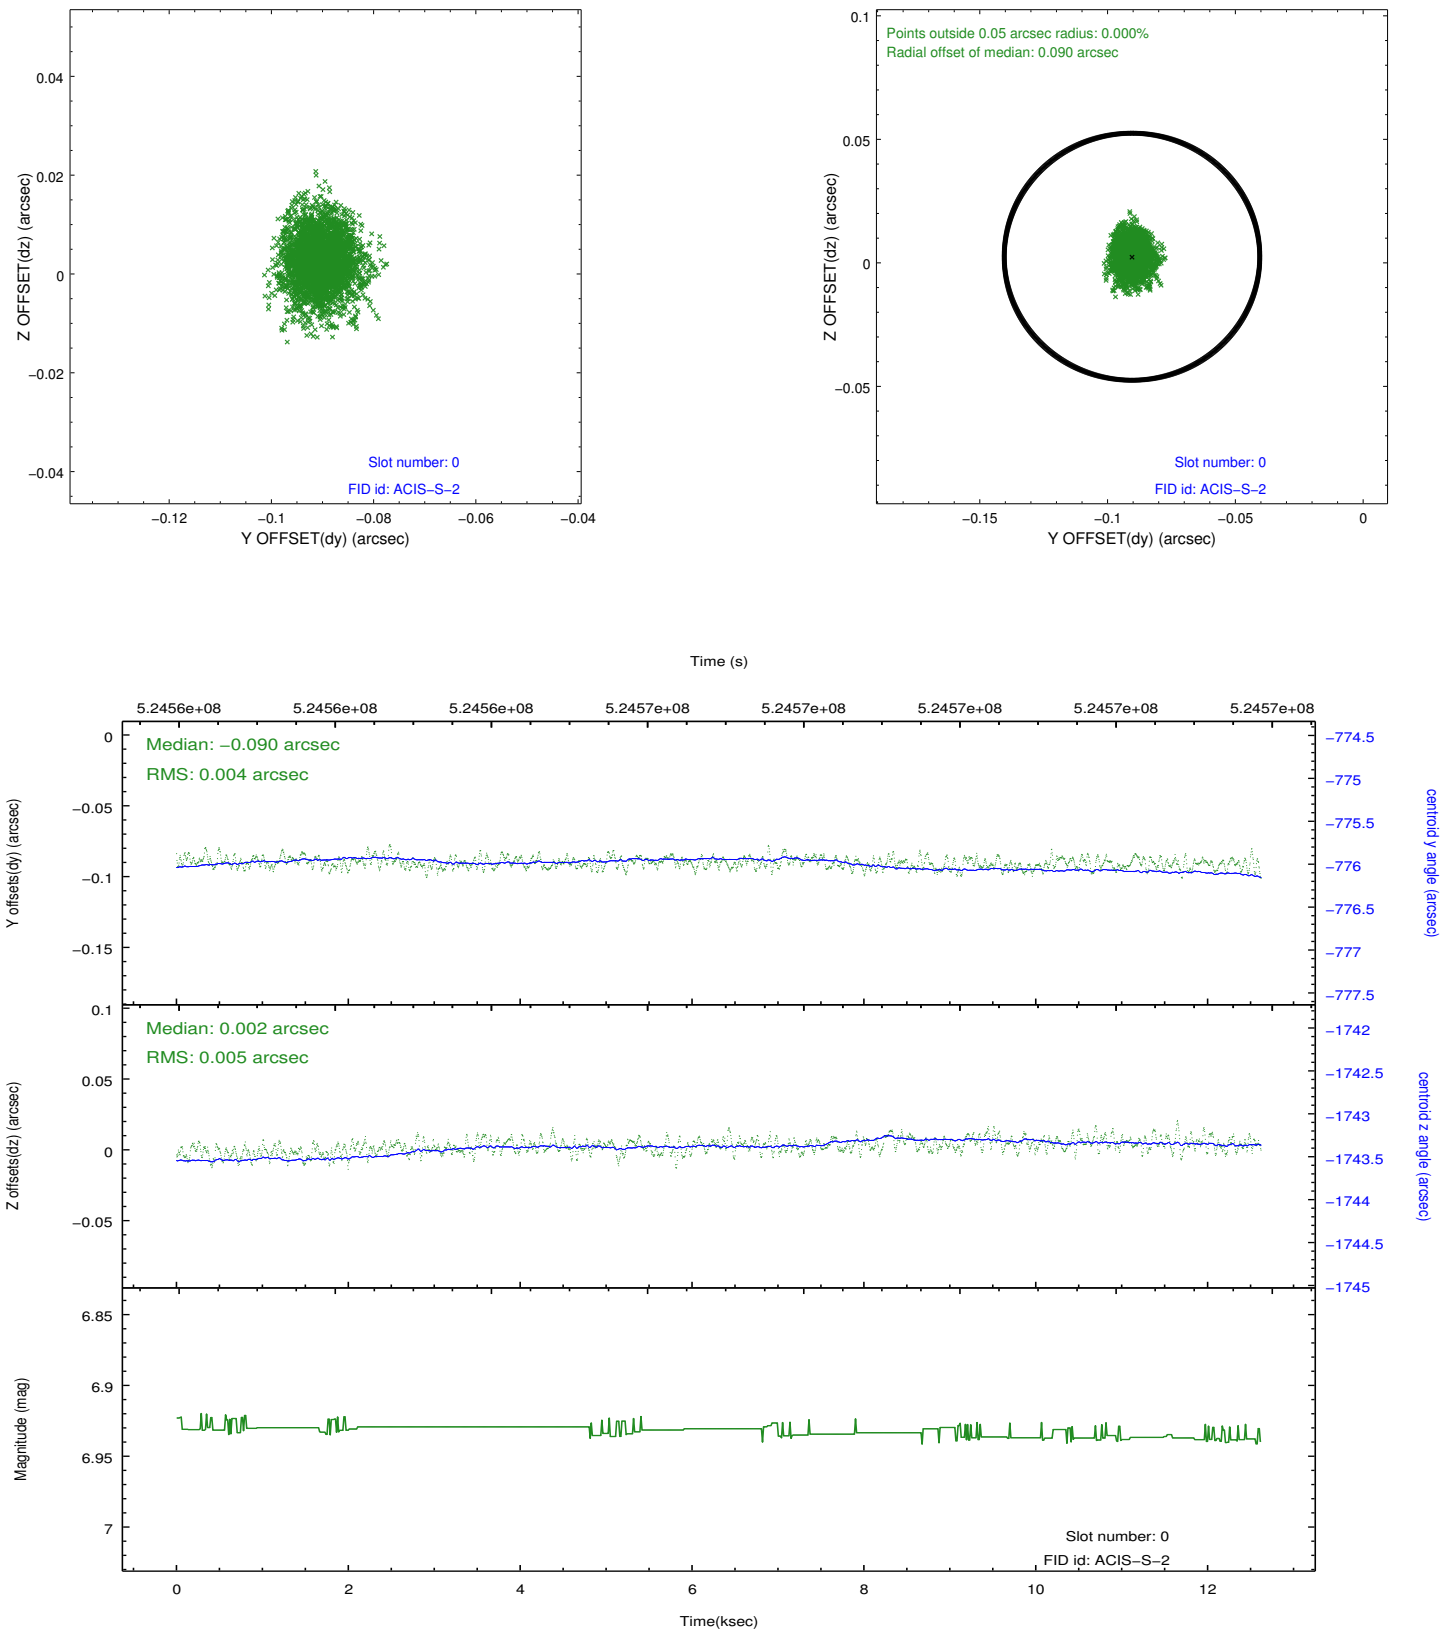 0.04
0.02
0
−0.02
−0.04
Z OFFSET(dz) (arcsec)
Slot number: 0
FID id: ACIS−S−2
−0.12
−0.1
−0.08
−0.06
−0.04
Y OFFSET(dy) (arcsec)
Points outside 0.05 arcsec radius: 0.000%
Radial offset of median: 0.090 arcsec
0.1
0.05
0
−0.05
Z OFFSET(dz) (arcsec)
Slot number: 0
FID id: ACIS−S−2
−0.15
−0.1
−0.05
0
Y OFFSET(dy) (arcsec)
Time (s)
5.2456e+08
5.2456e+08
5.2456e+08
5.2457e+08
5.2457e+08
5.2457e+08
5.2457e+08
5.2457e+08
Median: −0.090 arcsec
RMS: 0.004 arcsec
0
−0.05
−0.1
−0.15
Y offsets(dy) (arcsec)
−774.5
−775
−775.5
−776
−776.5
−777
−777.5
centroid y angle (arcsec)
Median: 0.002 arcsec
RMS: 0.005 arcsec
0.1
0.05
0
−0.05
Z offsets(dz) (arcsec)
−1742
−1742.5
−1743
−1743.5
−1744
−1744.5
−1745
centroid z angle (arcsec)
6.85
6.9
6.95
7
Magnitude (mag)
Slot number: 0
FID id: ACIS−S−2
0
2
4
6
8
10
12
Time(ksec)